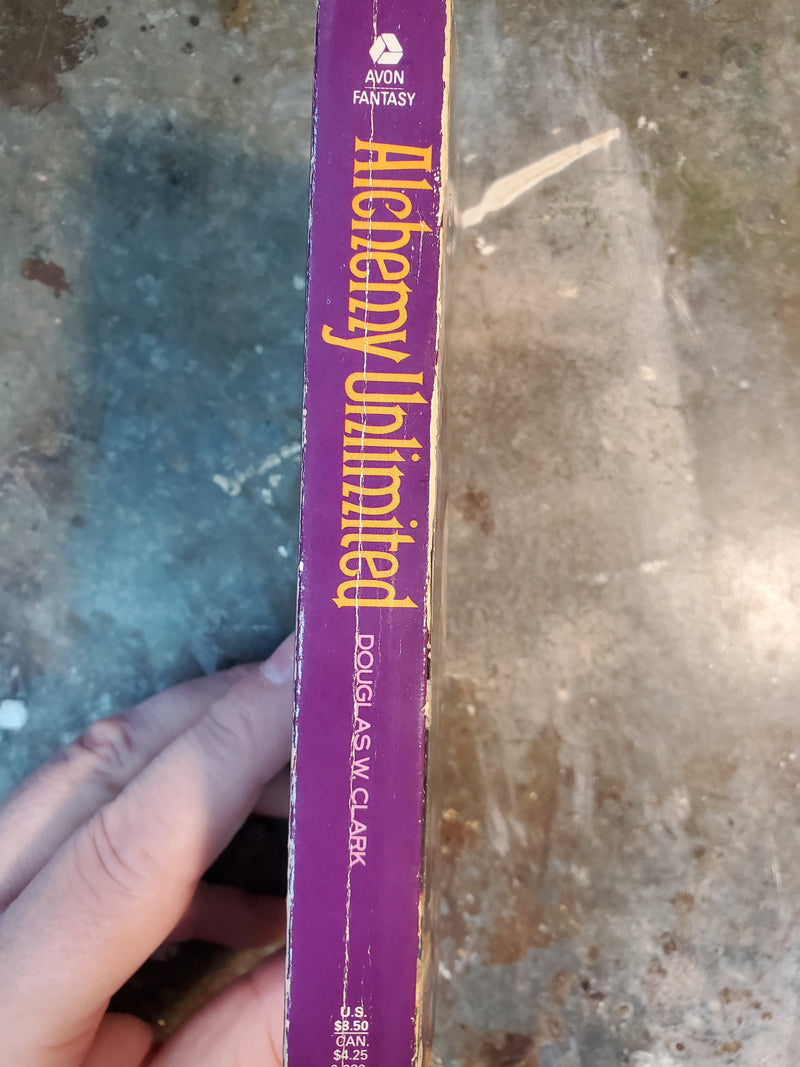 AVON
FANTASY
Alchemy Unlimited
DOUGLAS W. CLARK
U.S.
$3.50
CAN.
$4.25